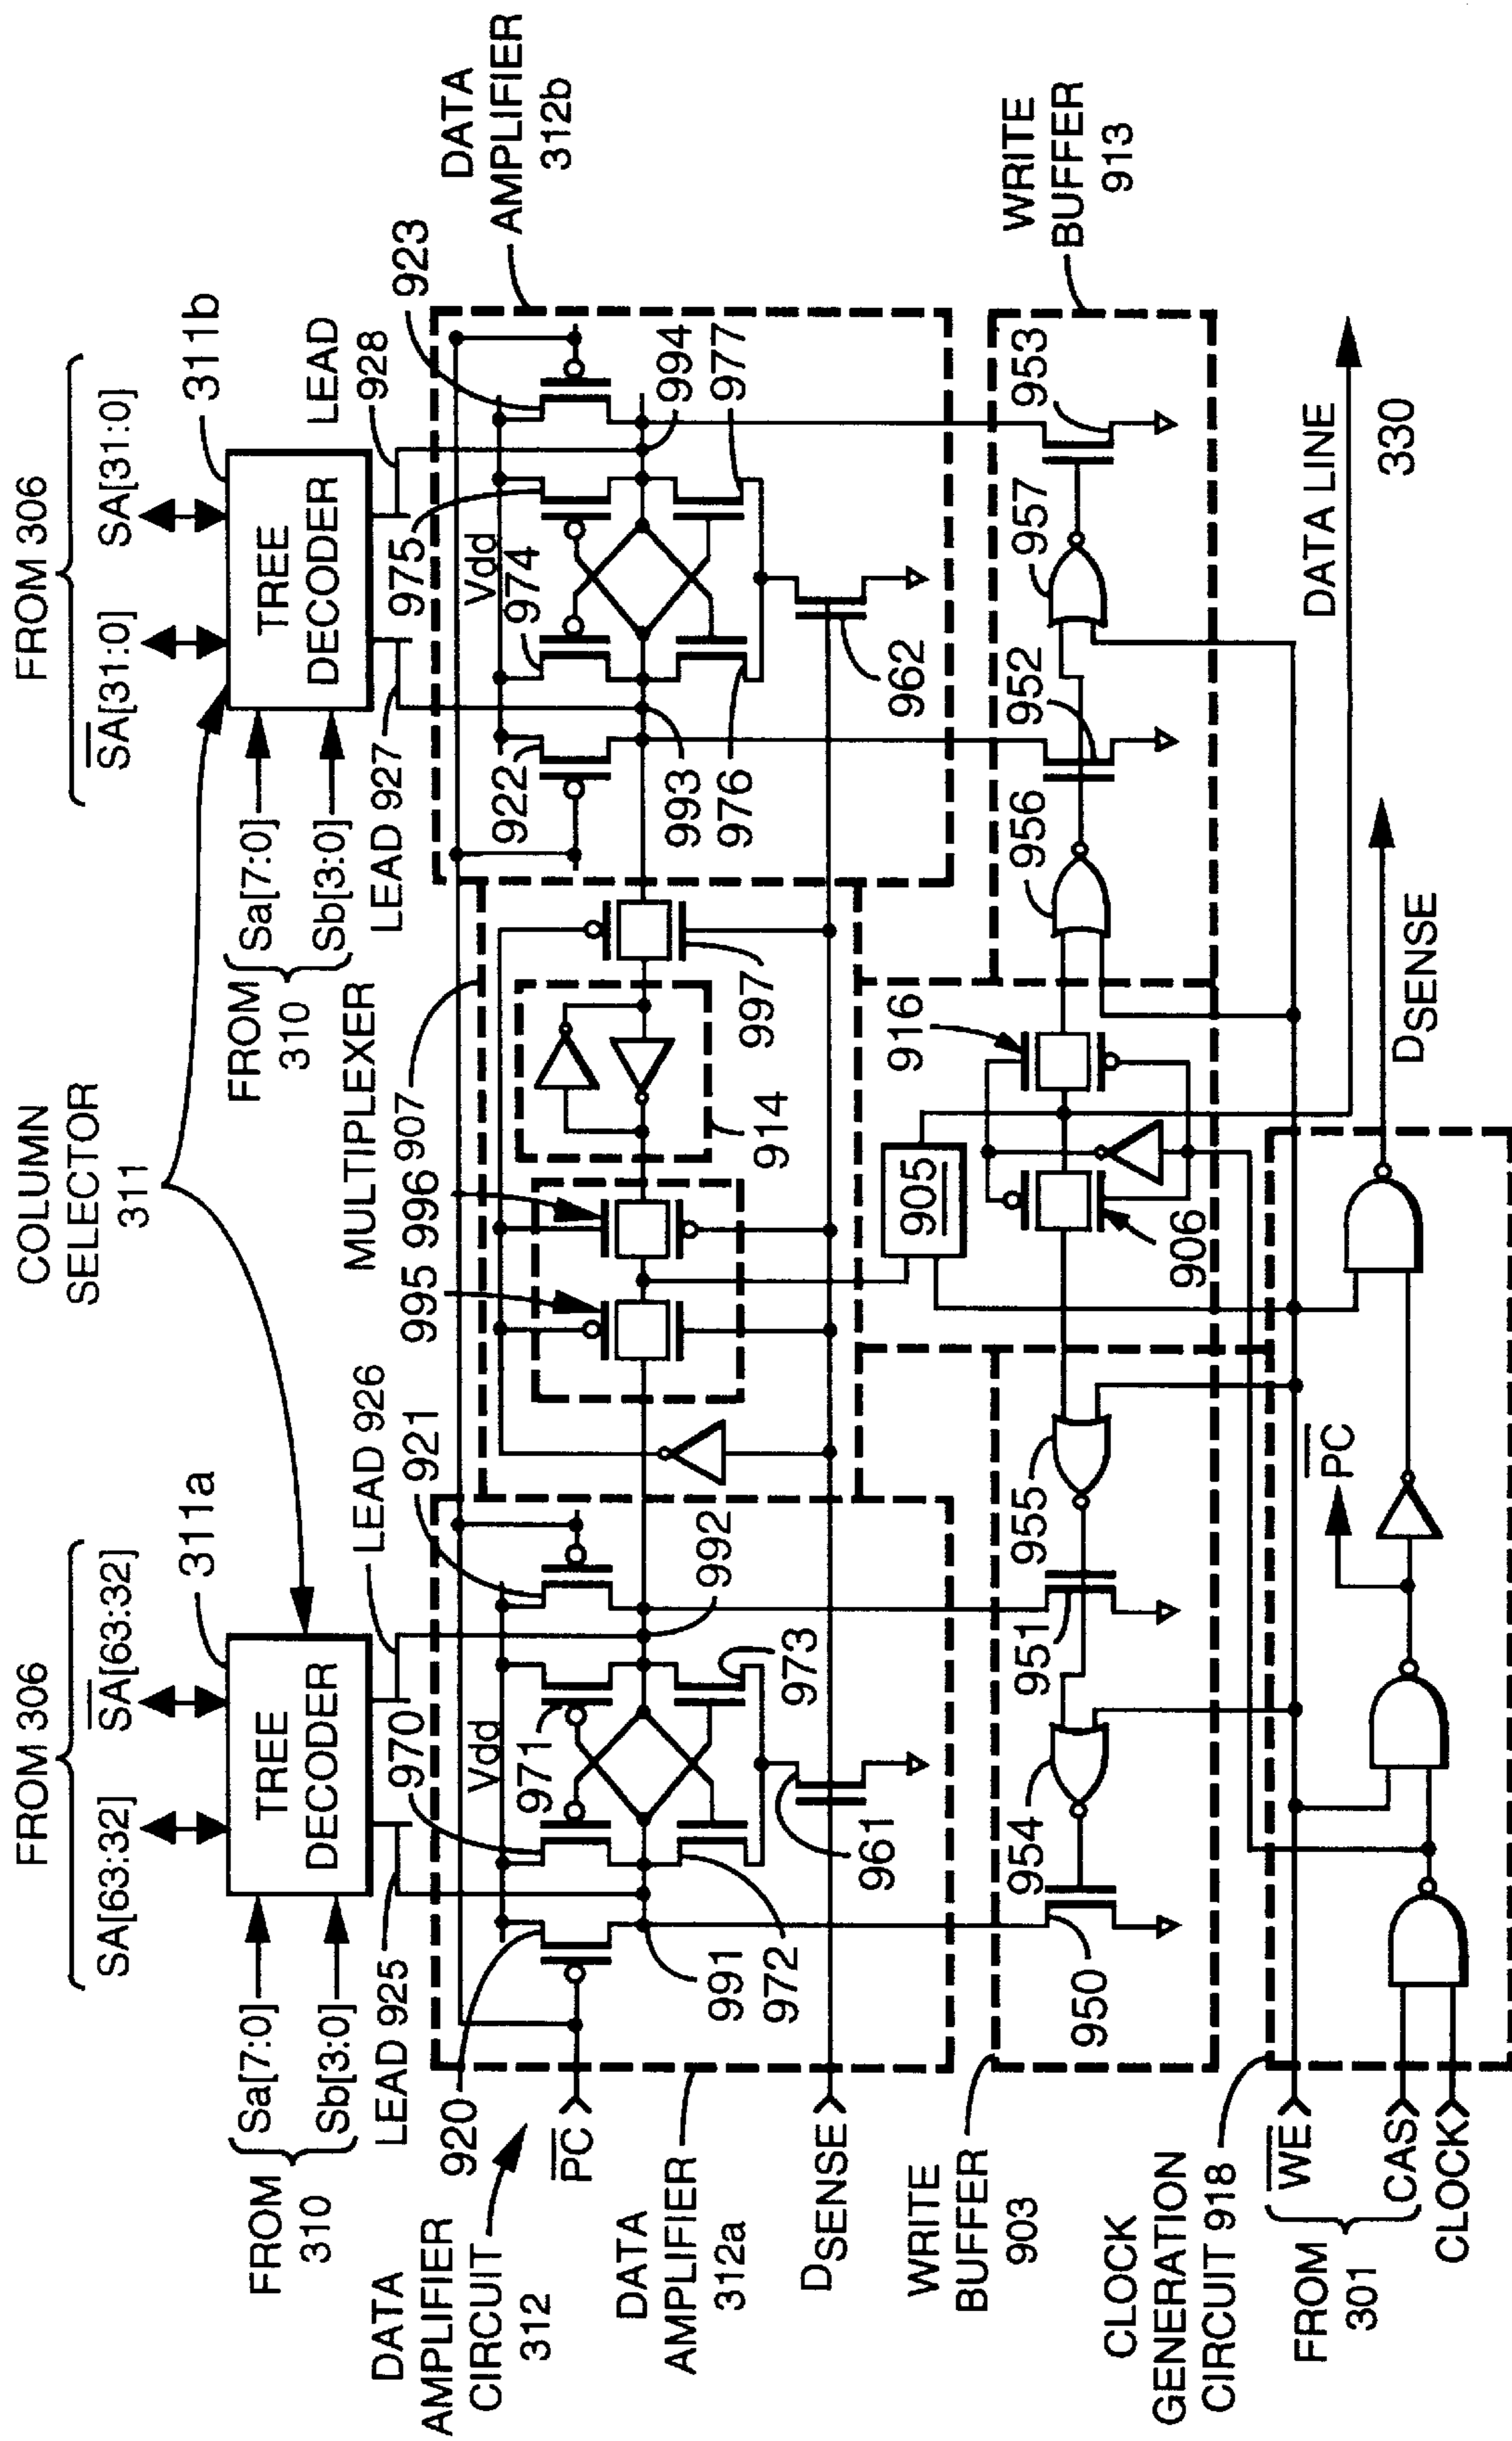 COLUMN
SELECTOR
311
FROM 306
SA[63:32]
S̅A̅[63:32]
311a
TREE
DECODER
Sa[7:0]
Sb[3:0]
FROM
310
LEAD 925
LEAD 926
FROM 306
S̅A̅[31:0]
SA[31:0]
311b
TREE
DECODER
Sa[7:0]
Sb[3:0]
FROM
310
LEAD 927
LEAD
928
DATA
AMPLIFIER
CIRCUIT
312
920
970
921
Vdd
971
P̅C̅
991
992
972
973
961
DATA
AMPLIFIER
312a
DSENSE
MULTIPLEXER
907
995
996
914
997
DATA
AMPLIFIER
312b
922
974
975
923
Vdd
993
994
976
977
962
WRITE
BUFFER
903
950
954
951
955
905
906
916
956
952
957
953
WRITE
BUFFER
913
DATA LINE
330
CLOCK
GENERATION
CIRCUIT 918
W̅E̅
CAS
CLOCK
FROM
301
P̅C̅
DSENSE